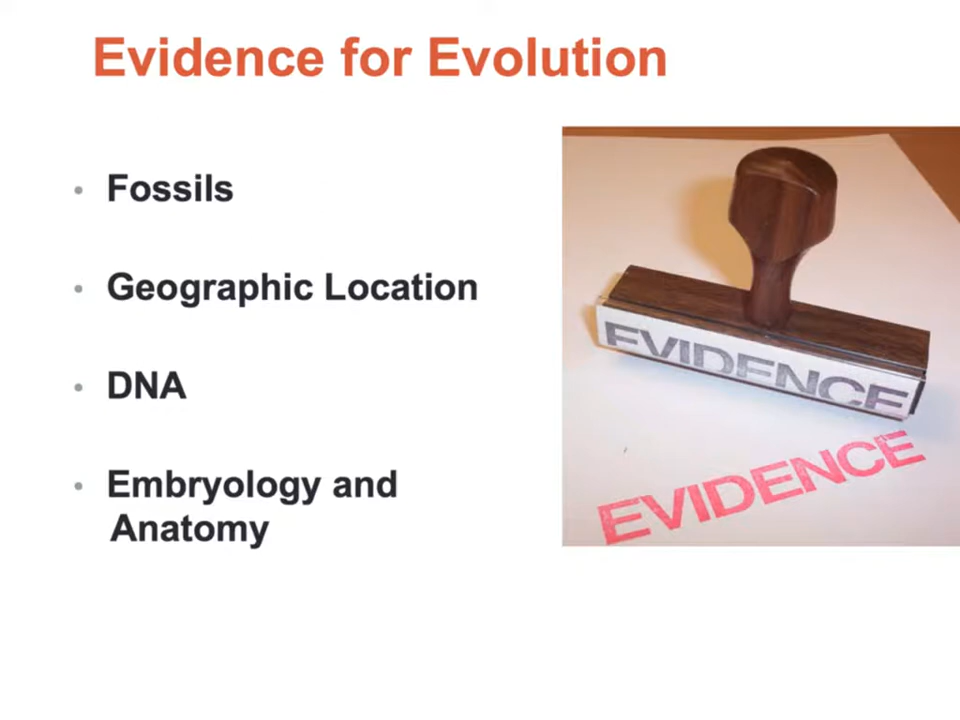 Evidence for Evolution
• Fossils
• Geographic Location
• DNA
• Embryology and
Anatomy
EVIDENCE
EVIDENCE